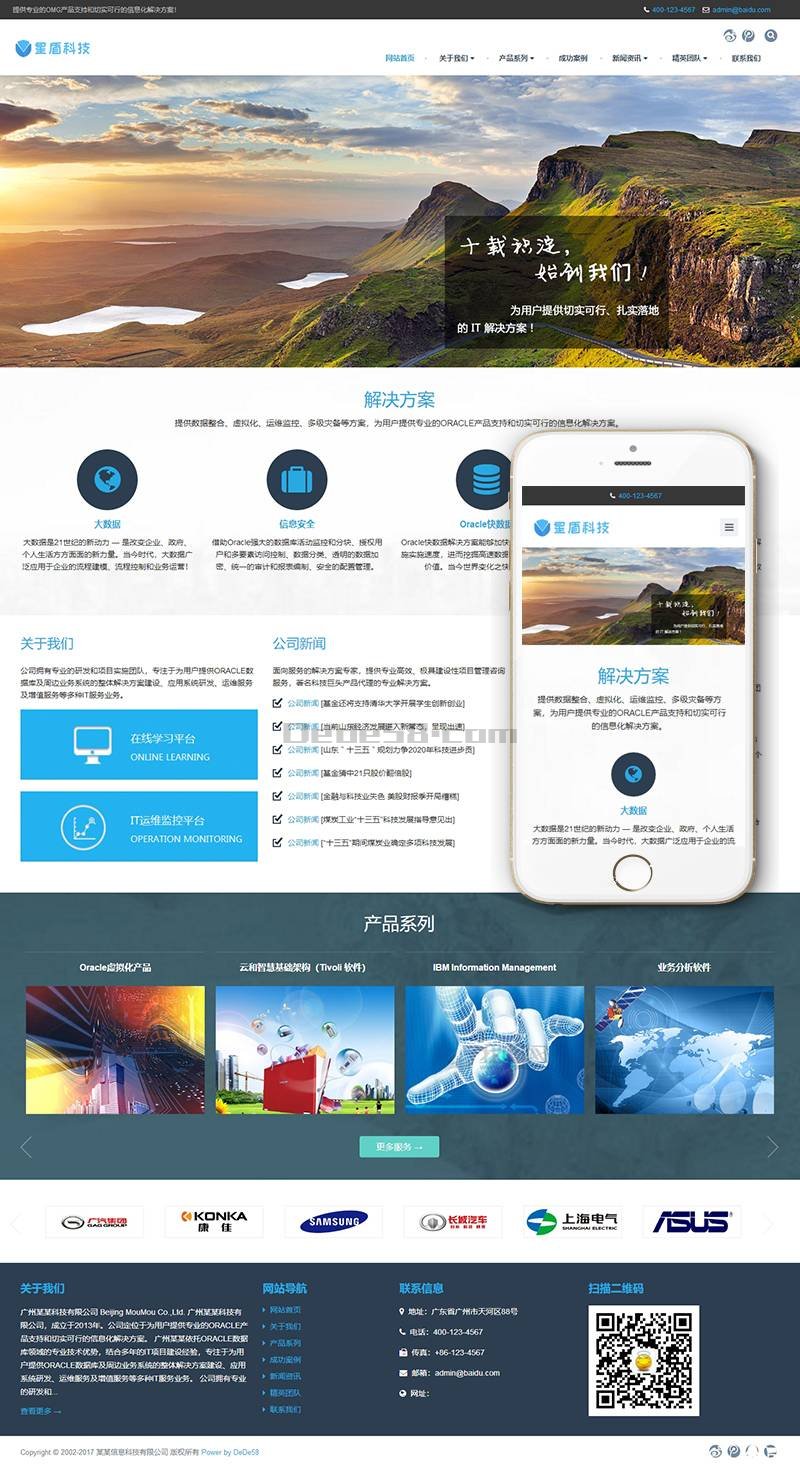 提供专业的OMG产品支持和切实可行的信息化解决方案!
400-123-4567 admin@baidu.com
星盾科技
网站首页 关于我们 产品系列 成功案例 新闻资讯 精英团队 联系我们
十载积淀，
始创我们！
为用户提供切实可行、扎实落地
的 IT 解决方案！
解决方案
提供数据整合、虚拟化、运维监控、多级灾备等方案，为用户提供专业的ORACLE产品支持和切实可行的信息化解决方案。
大数据
大数据是21世纪的新动力 — 是改变企业、政府、
个人生活方方面面的新力量。当今时代，大数据广
泛应用于企业的流程建模、流程控制和业务运营！
信息安全
借助Oracle强大的数据库活动监控和分块、授权用
户和多要素访问控制、数据分类、透明的数据加
密、统一的审计和报表编制、安全的配置管理。
Oracle快数据
Oracle快数据解决方案能够加快
施实施速度，进而挖掘高速数据
价值。当今世界变化之快
400-123-4567
星盾科技
十载积淀，
始创我们！
为用户提供切实可行、扎实落地
的 IT 解决方案！
解决方案
提供数据整合、虚拟化、运维监控、多级灾备等方
案，为用户提供专业的ORACLE产品支持和切实可行
的信息化解决方案。
大数据
大数据是21世纪的新动力 — 是改变企业、政府、个人生活
方方面面的新力量。当今时代，大数据广泛应用于企业的流
关于我们
公司拥有专业的研发和项目实施团队，专注于为用户提供ORACLE数
据库及周边业务系统的整体解决方案建设、应用系统研发、运维服务
及增值服务等多种IT服务业务。
在线学习平台
ONLINE LEARNING
IT运维监控平台
OPERATION MONITORING
公司新闻
面向服务的解决方案专家，提供专业高效、极具建设性项目管理咨询
服务，著名科技巨头产品代理的专业解决方案。
公司新闻 [基金还将支持清华大学开展学生创新创业]
公司新闻 [当前山东经济发展进入新常态，呈现出速]
公司新闻 [山东＂十三五＂规划力争2020年科技进步贡]
公司新闻 [基金猜中21只股价翻倍股]
公司新闻 [金融与科技业失色 美股财报季开局糟糕]
公司新闻 [煤炭工业“十三五”科技发展指导意见出]
公司新闻 [“十三五”期间煤炭业确定多项科技发展]
Dede58.com
产品系列
Oracle虚拟化产品 云和智慧基础架构（Tivoli 软件） IBM Information Management 业务分析软件
更多服务 →
广汽集团
GAG GROUP
KONKA
康佳
SAMSUNG
长城汽车
上海电气
SHANGHAI ELECTRIC
ASUS
关于我们
广州某某科技有限公司 Beijing MouMou Co.,Ltd. 广州某某科技有
限公司，成立于2013年。公司定位于为用户提供专业的ORACLE产
品支持和切实可行的信息化解决方案。 广州某某依托ORACLE数据
库领域的专业技术优势，结合多年的IT项目建设经验，专注于为用
户提供ORACLE数据库及周边业务系统的整体解决方案建设、应用
系统研发、运维服务及增值服务等多种IT服务业务。 公司拥有专业
的研发和...
查看更多 →
网站导航
网站首页
关于我们
产品系列
成功案例
新闻资讯
精英团队
联系我们
联系信息
地址：广东省广州市天河区88号
电话：400-123-4567
传真：+86-123-4567
邮箱：admin@baidu.com
网址：
扫描二维码
Copyright © 2002-2017 某某信息科技有限公司 版权所有 Power by DeDe58